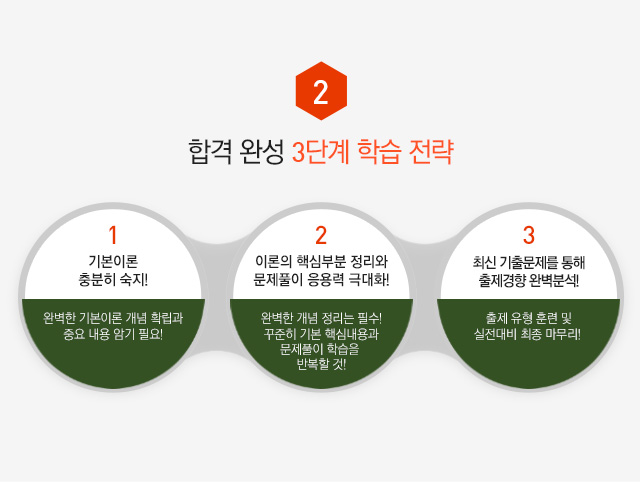 2
합격 완성 3단계 학습 전략
1
기본이론
충분히 숙지!
완벽한 기본이론 개념 확립과
중요 내용 암기 필요!
2
이론의 핵심부분 정리와
문제풀이 응용력 극대화!
완벽한 개념 정리는 필수!
꾸준히 기본 핵심내용과
문제풀이 학습을
반복할 것!
3
최신 기출문제를 통해
출제경향 완벽분석!
출제 유형 훈련 및
실전대비 최종 마무리!